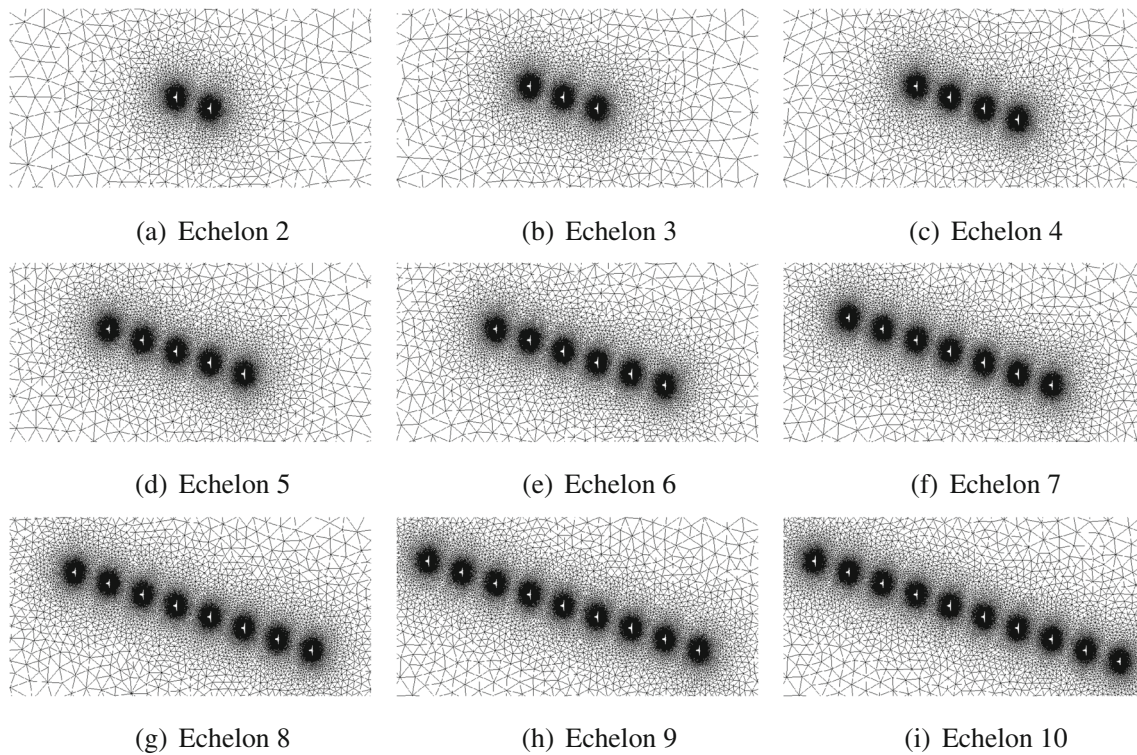 (a) Echelon 2
(b) Echelon 3
(c) Echelon 4
(d) Echelon 5
(e) Echelon 6
(f) Echelon 7
(g) Echelon 8
(h) Echelon 9
(i) Echelon 10